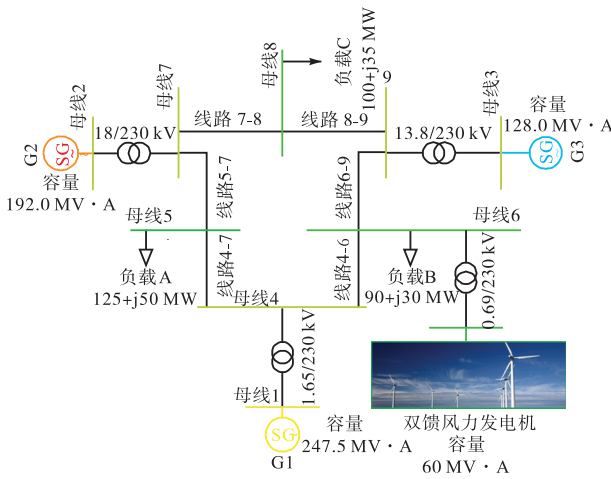 母线8
负载C
100+j35 MW
9
母线3
母线7
母线2
线路 7-8
线路 8-9
容量
128.0 MV·A
18/230 kV
13.8/230 kV
G2
SG
~
SG
~
G3
容量
192.0 MV·A
线路5-7
线路6-9
母线5
母线6
负载A
125+j50 MW
线路4-7
线路4-6
负载B
90+j30 MW
0.69/230 kV
母线4
1.65/230 kV
母线1
SG
G1
容量
247.5 MV·A
双馈风力发电机
容量
60 MV·A